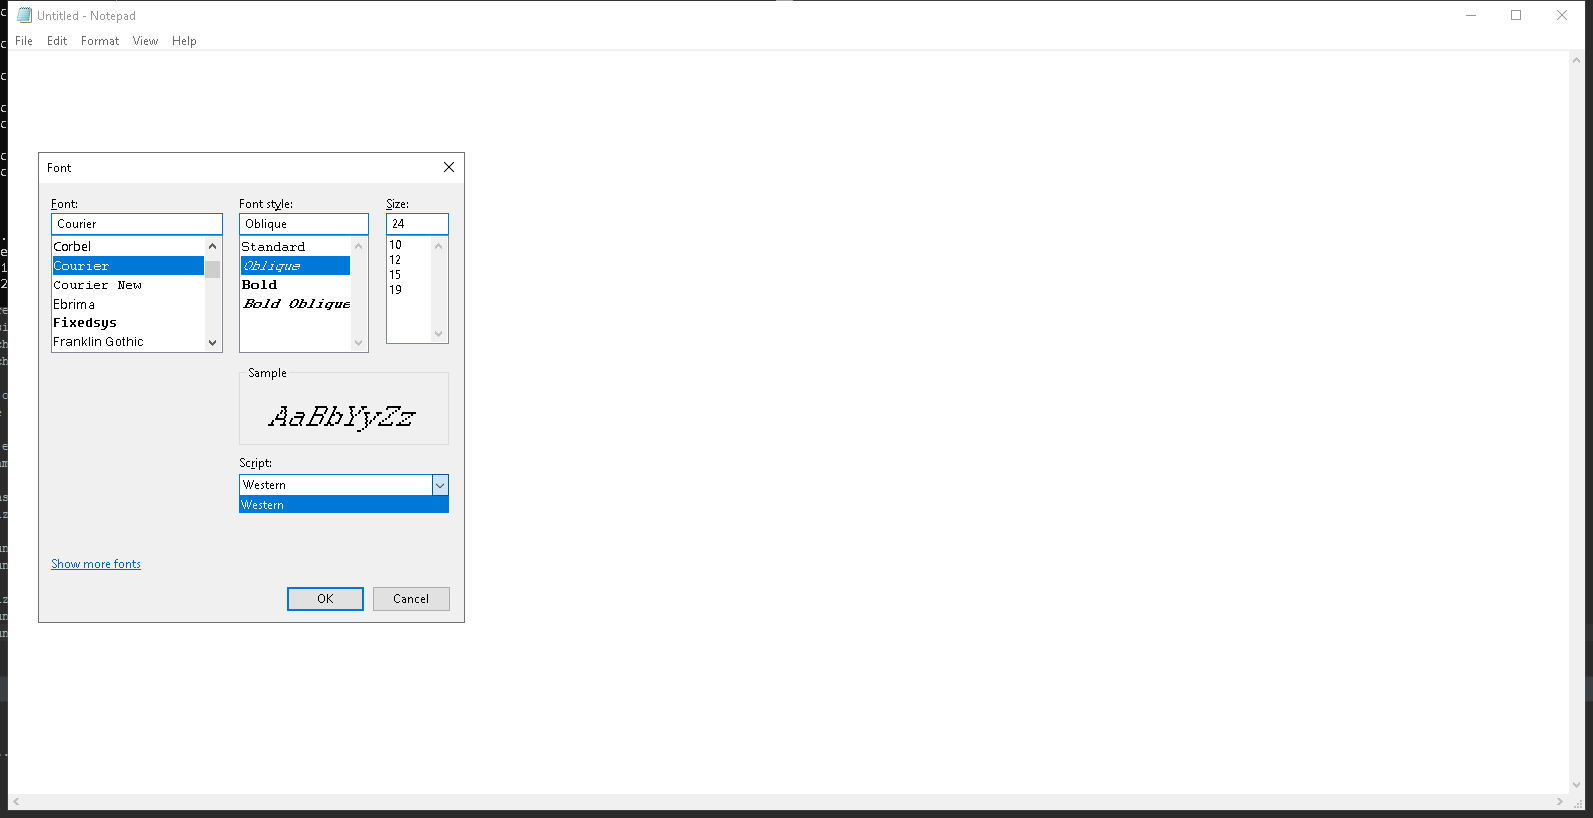 Untitled - Notepad
File Edit Format View Help
Font
Font: Font style: Size:
Courier Oblique 24
Corbel
Courier
Courier New
Ebrima
Fixedsys
Franklin Gothic
Standard
Oblique
Bold
Bold Oblique
10
12
15
19
Sample
AaBbYyZz
Script:
Western
Western
Show more fonts
OK Cancel